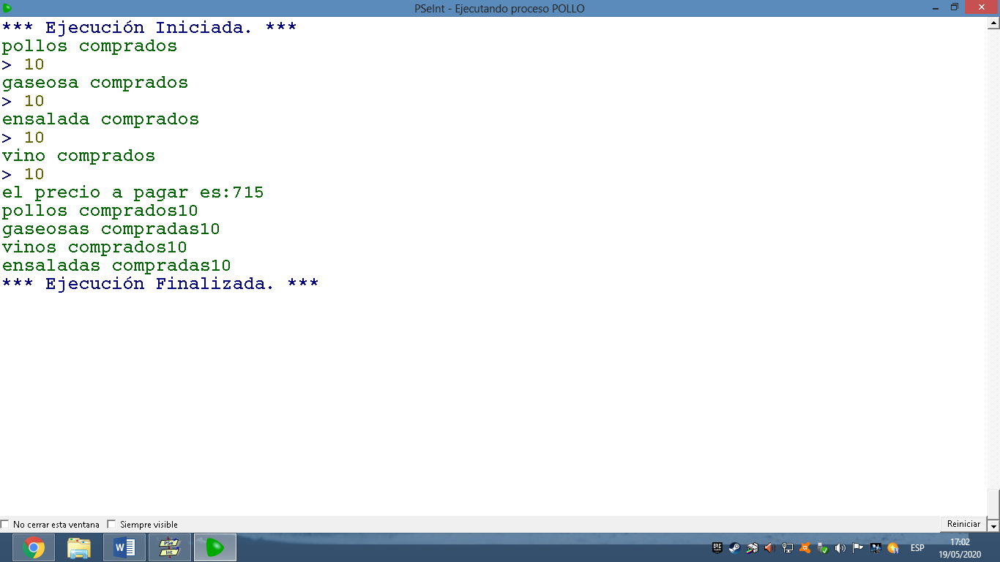 PSeInt - Ejecutando proceso POLLO
*** Ejecución Iniciada. ***
pollos comprados
> 10
gaseosa comprados
> 10
ensalada comprados
> 10
vino comprados
> 10
el precio a pagar es:715
pollos comprados10
gaseosas compradas10
vinos comprados10
ensaladas compradas10
*** Ejecución Finalizada. ***
No cerrar esta ventana Siempre visible
Reiniciar
PSe
Int
ESP
17:02
19/05/2020